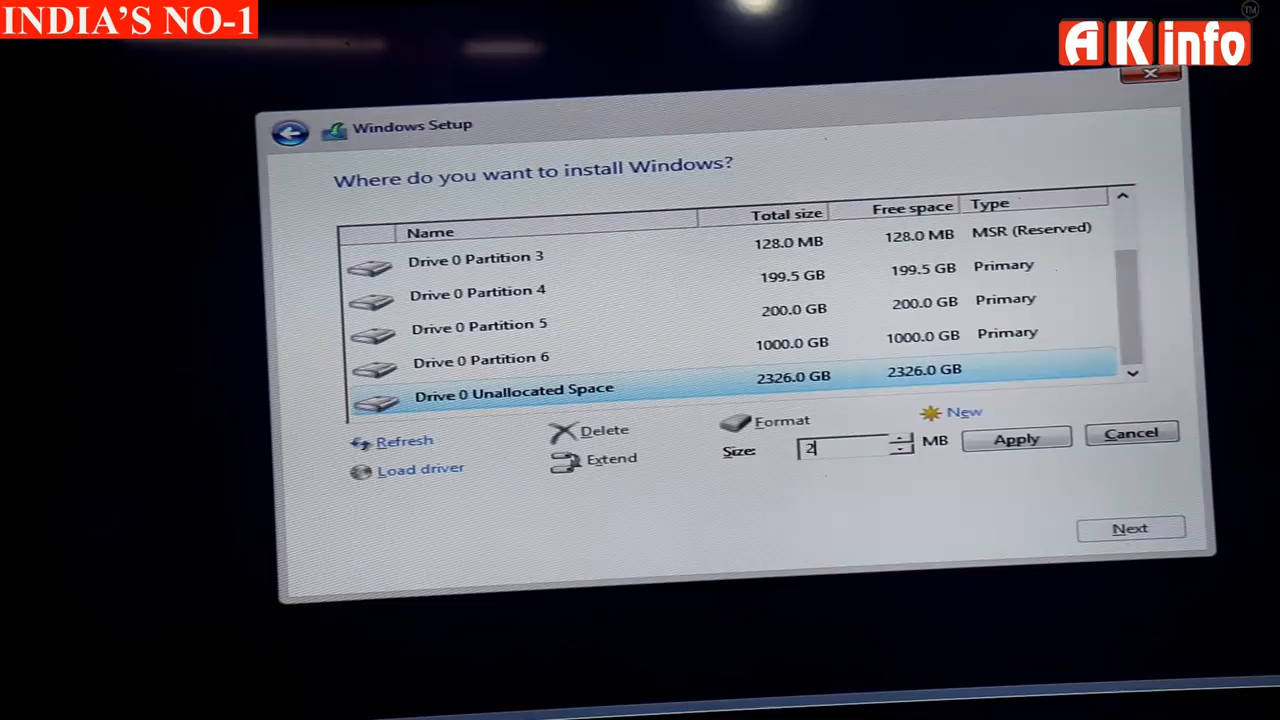 INDIA'S NO-1
AK info
TM
Windows Setup
Where do you want to install Windows?
Name Total size Free space Type
Drive 0 Partition 3 128.0 MB 128.0 MB MSR (Reserved)
Drive 0 Partition 4 199.5 GB 199.5 GB Primary
Drive 0 Partition 5 200.0 GB 200.0 GB Primary
Drive 0 Partition 6 1000.0 GB 1000.0 GB Primary
Drive 0 Unallocated Space 2326.0 GB 2326.0 GB
Refresh Delete Format New
Load driver Extend Size: 2 MB Apply Cancel
Next